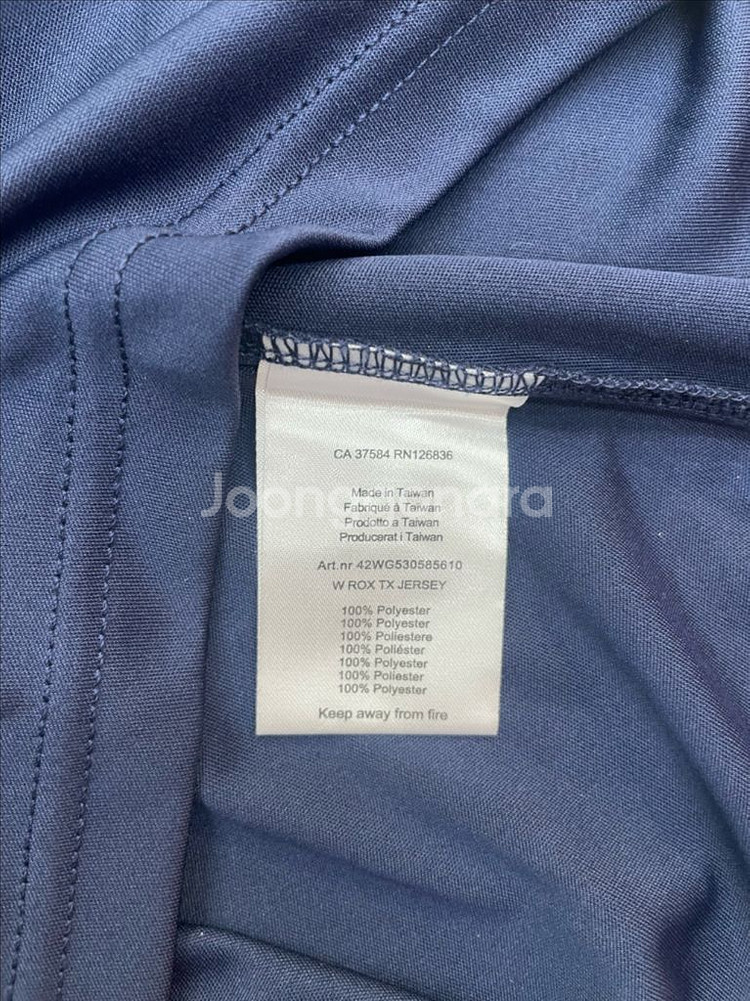 CA 37584 RN126836
Made in Taiwan
Fabriqué à Taiwan
Prodotto a Taiwan
Producerat i Taiwan
Art.nr 42WG530585610
W ROX TX JERSEY
100% Polyester
100% Polyester
100% Poliestere
100% Poliéster
100% Polyester
100% Poliester
100% Polyester
Keep away from fire